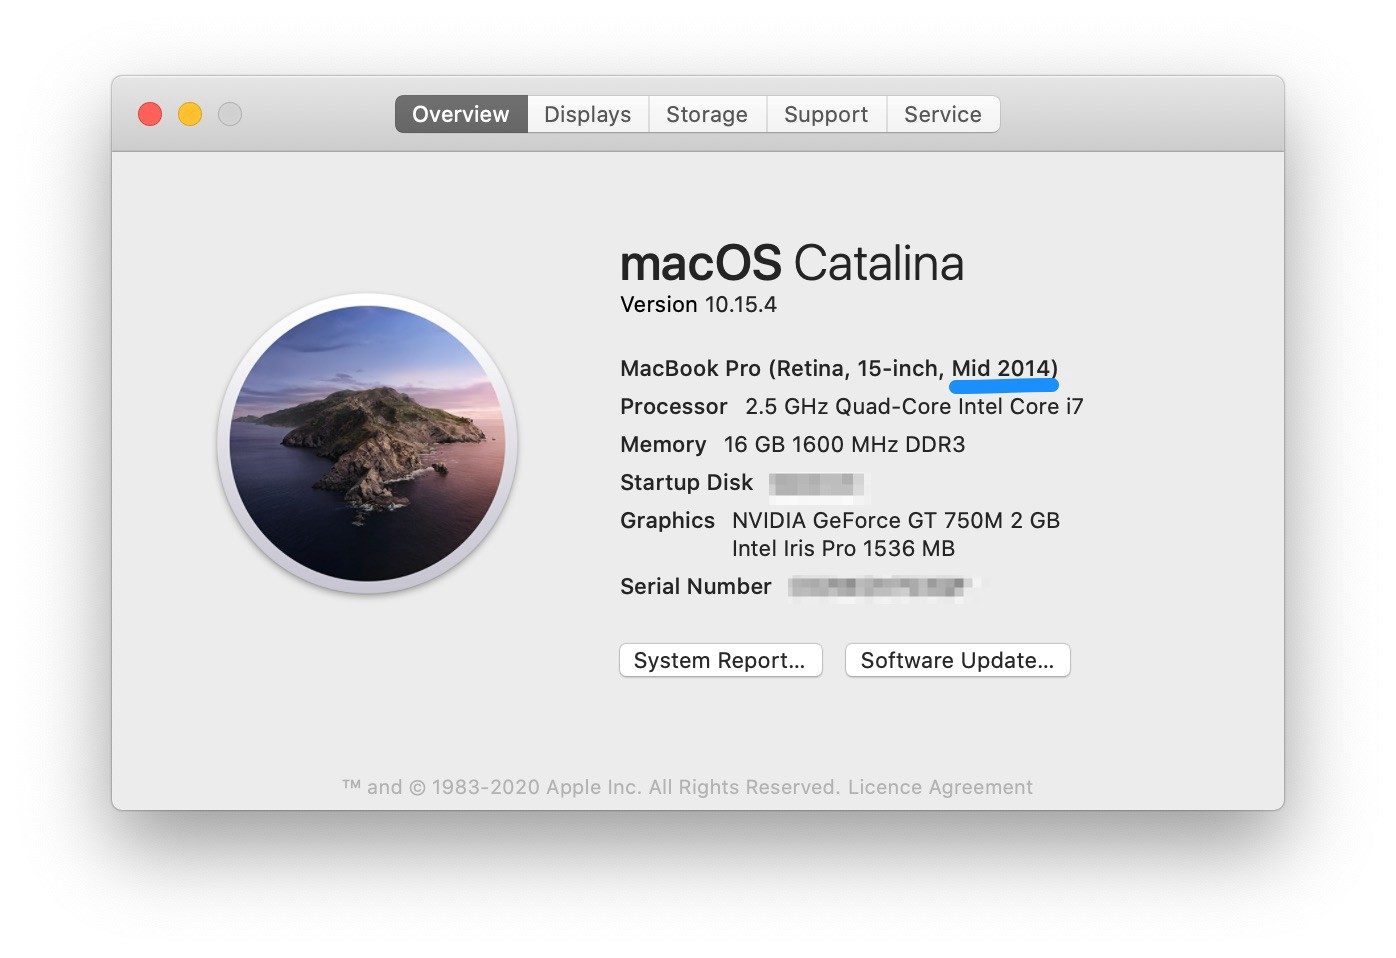 Overview Displays Storage Support Service
macOS Catalina
Version 10.15.4
MacBook Pro (Retina, 15-inch, Mid 2014)
Processor 2.5 GHz Quad-Core Intel Core i7
Memory 16 GB 1600 MHz DDR3
Startup Disk
Graphics NVIDIA GeForce GT 750M 2 GB
Intel Iris Pro 1536 MB
Serial Number
System Report... Software Update...
™ and © 1983-2020 Apple Inc. All Rights Reserved. Licence Agreement